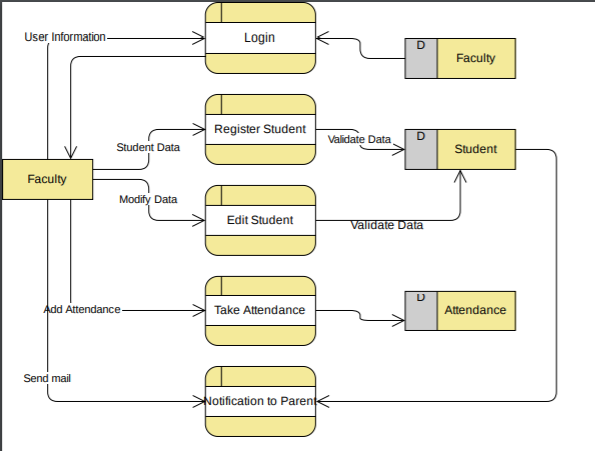 User Information
Login
D
Faculty
Register Student
Student Data
Validate Data
D
Student
Faculty
Modify Data
Edit Student
Validate Data
Add Attendance
Take Attendance
D
Attendance
Send mail
Notification to Parent